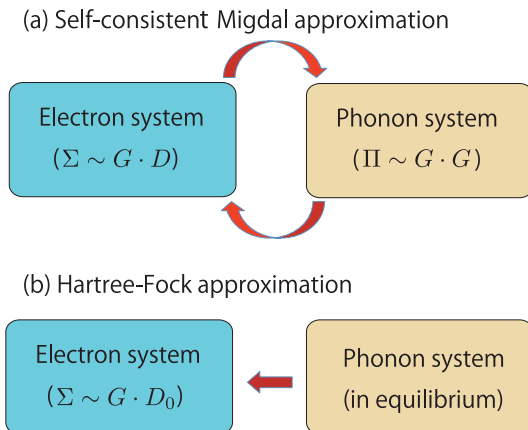 (a) Self-consistent Migdal approximation
Electron system
(Σ ∼ G · D)
Phonon system
(Π ∼ G · G)
(b) Hartree-Fock approximation
Electron system
(Σ ∼ G · D₀)
Phonon system
(in equilibrium)